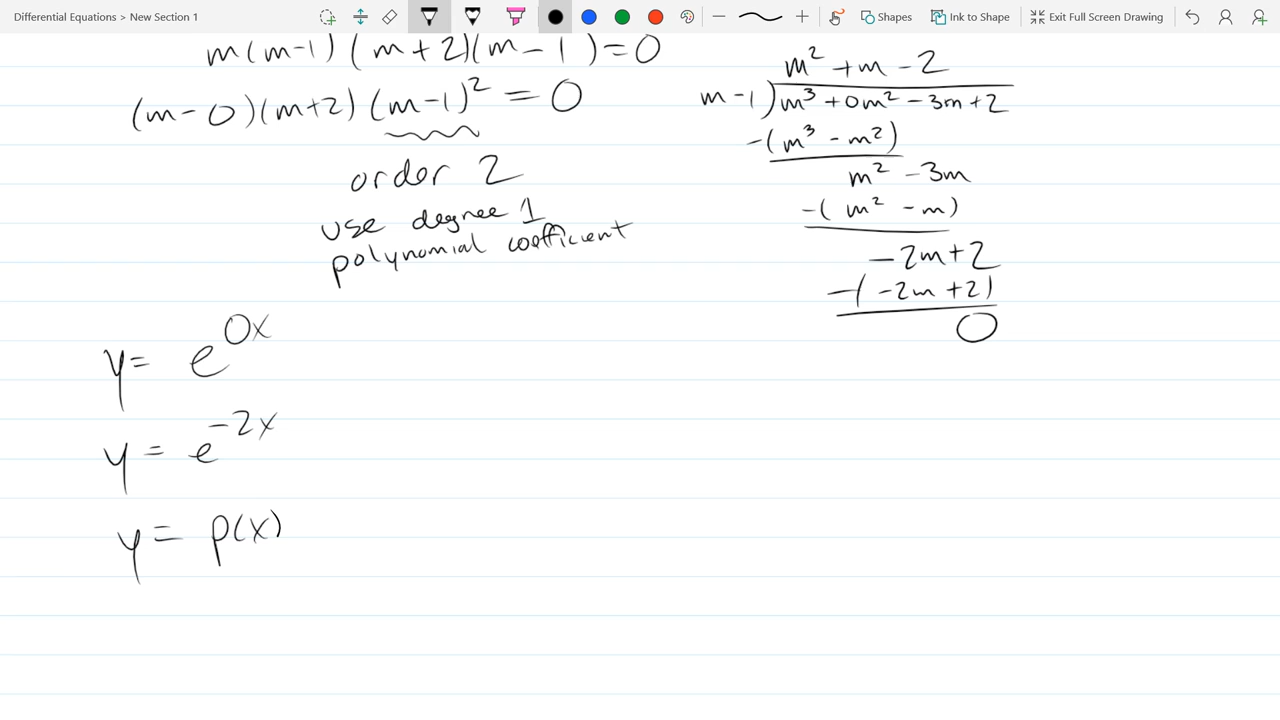 Differential Equations > New Section 1
Shapes
Ink to Shape
Exit Full Screen Drawing
m(m-1)(m+2)(m-1)=0
(m-0)(m+2)(m-1)² = 0
order 2
use degree 1
polynomial coefficient
y= e^{0x}
y = e^{-2x}
y = p(x)
m² + m - 2
m-1)m³ + 0m² - 3m + 2
-(m³ - m²)
m² - 3m
-(m² - m)
-2m+2
-(-2m+2)
0